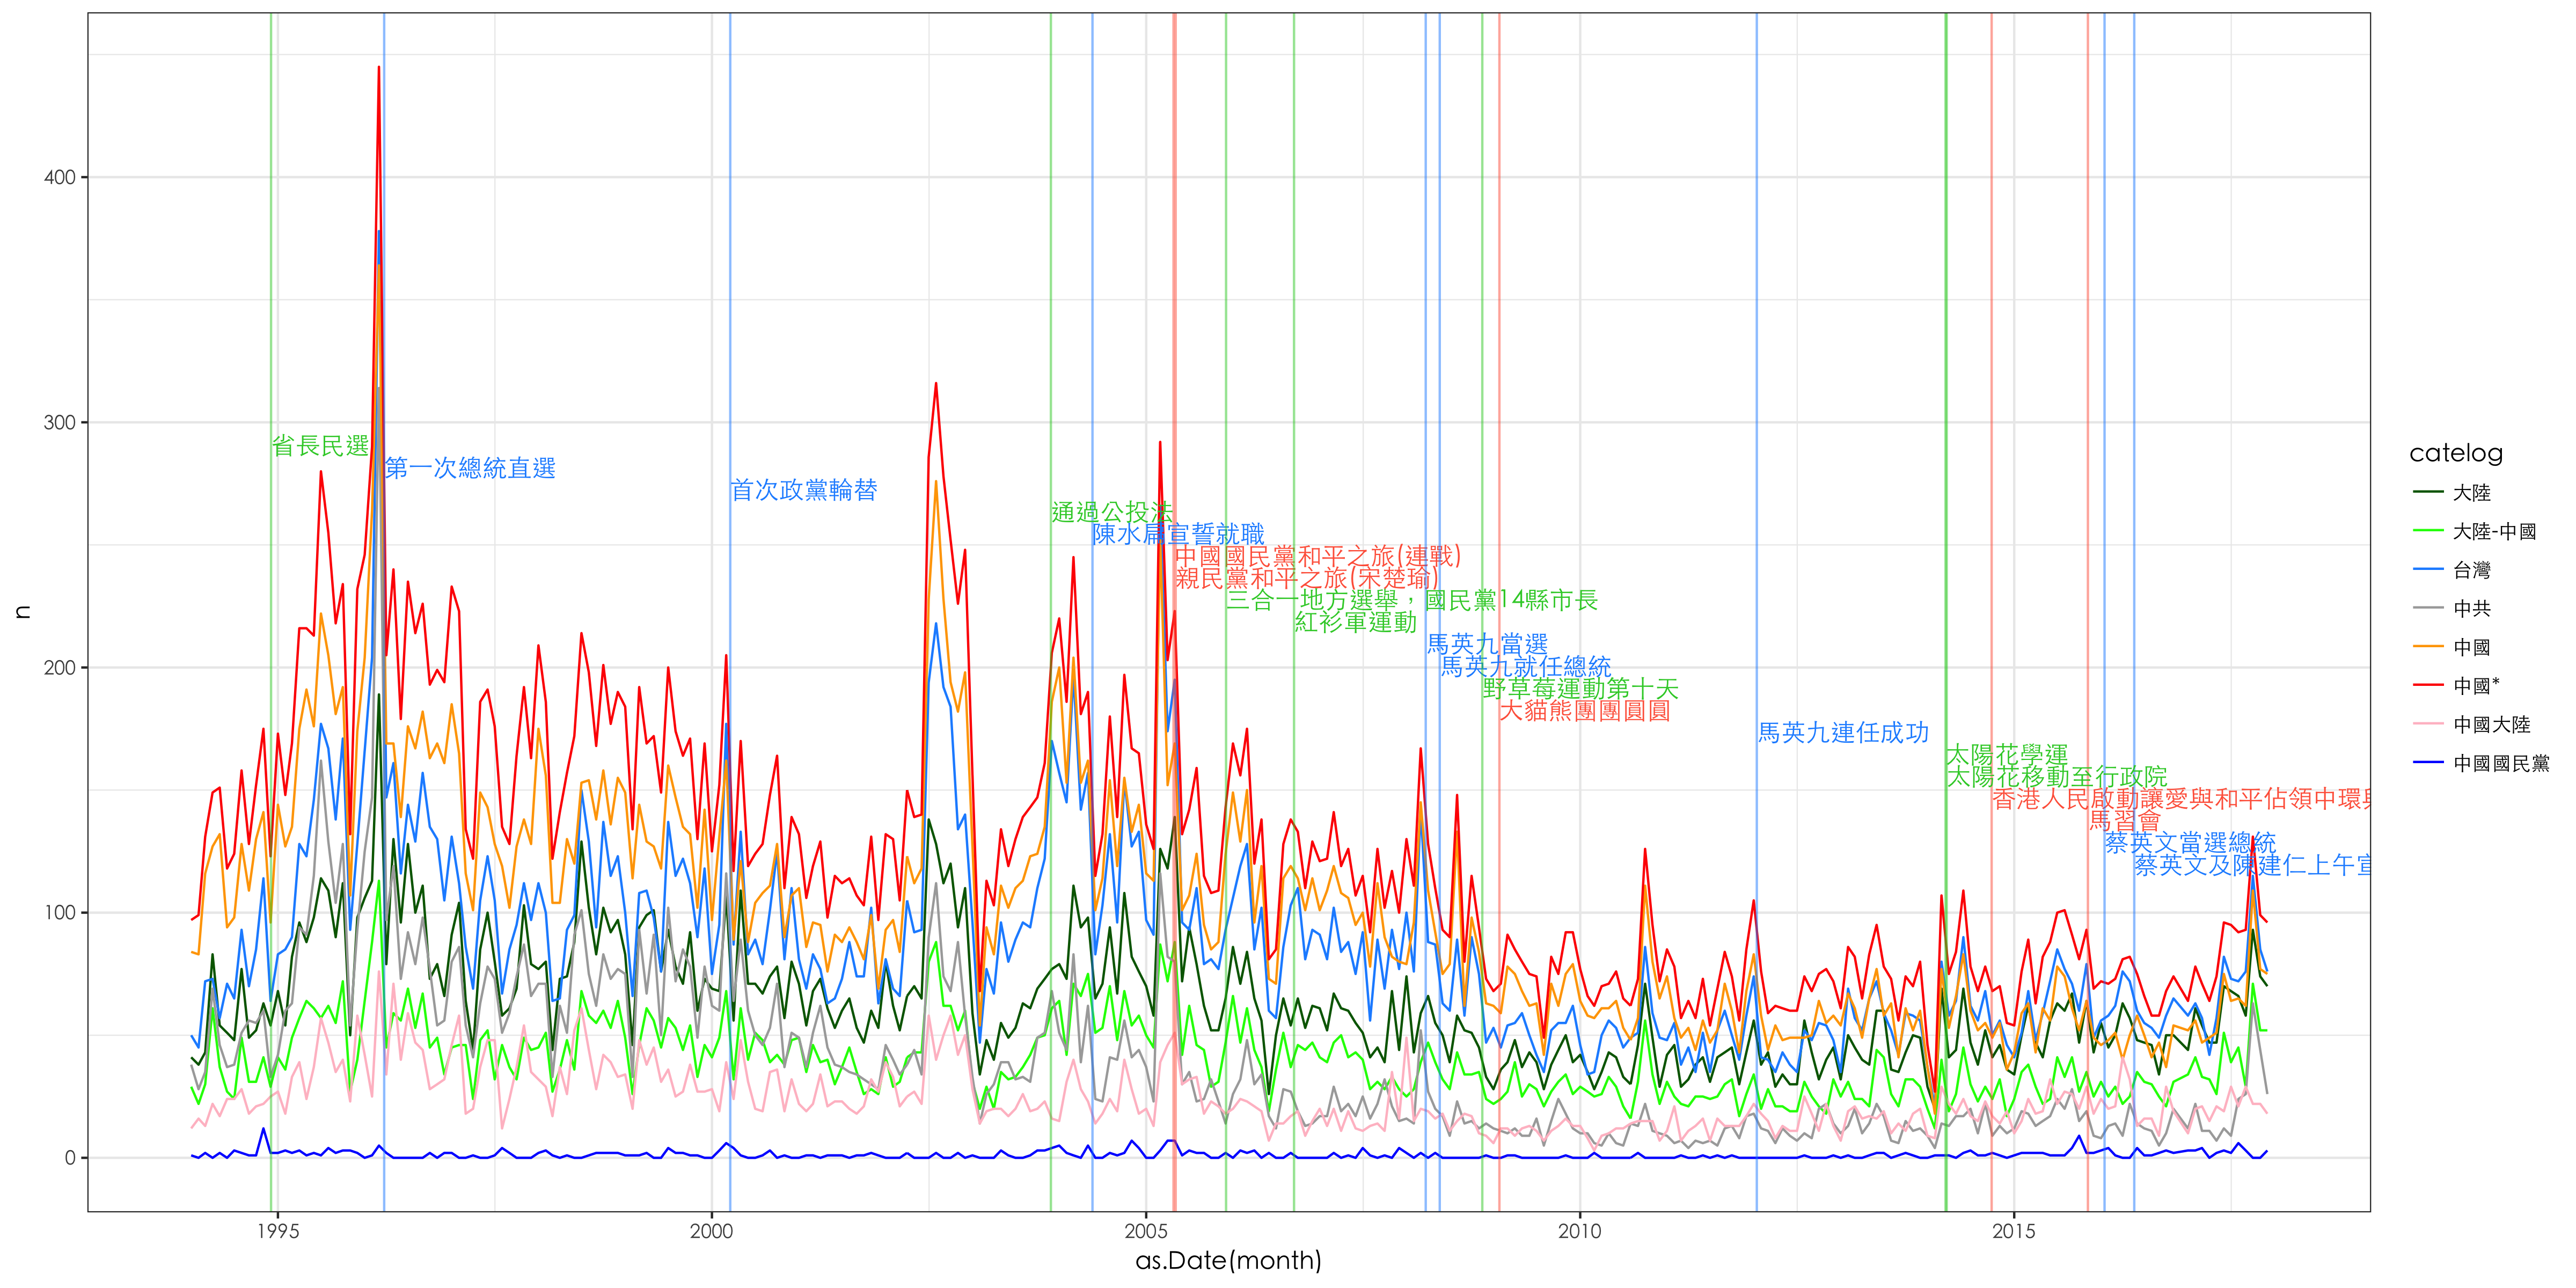 400
300
200
100
0
n
1995
2000
2005
2010
2015
as.Date(month)
省長民選
第一次總統直選
首次政黨輪替
通過公投法
陳水扁宣誓就職
中國國民黨和平之旅(連戰)
親民黨和平之旅(宋楚瑜)
三合一地方選舉，國民黨14縣市長
紅衫軍運動
馬英九當選
馬英九就任總統
野草莓運動第十天
大貓熊團團圓圓
馬英九連任成功
太陽花學運
太陽花移動至行政院
香港人民啟動讓愛與和平佔領中環
馬習會
蔡英文當選總統
蔡英文及陳建仁上午宣
catelog
大陸
大陸-中國
台灣
中共
中國
中國*
中國大陸
中國國民黨